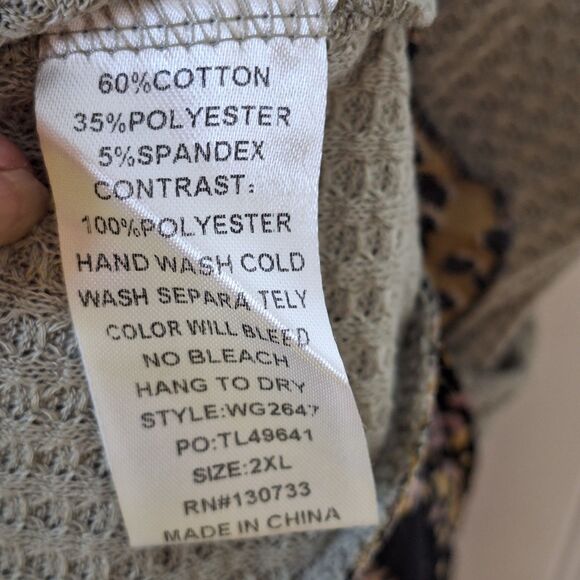 60%COTTON
35%POLYESTER
5%SPANDEX
CONTRAST:
100%POLYESTER
HAND WASH COLD
WASH SEPARA TELY
COLOR WILL BLEED
NO BLEACH
HANG TO DRY
STYLE:WG2647
PO:TL49641
SIZE:2XL
RN#130733
MADE IN CHINA